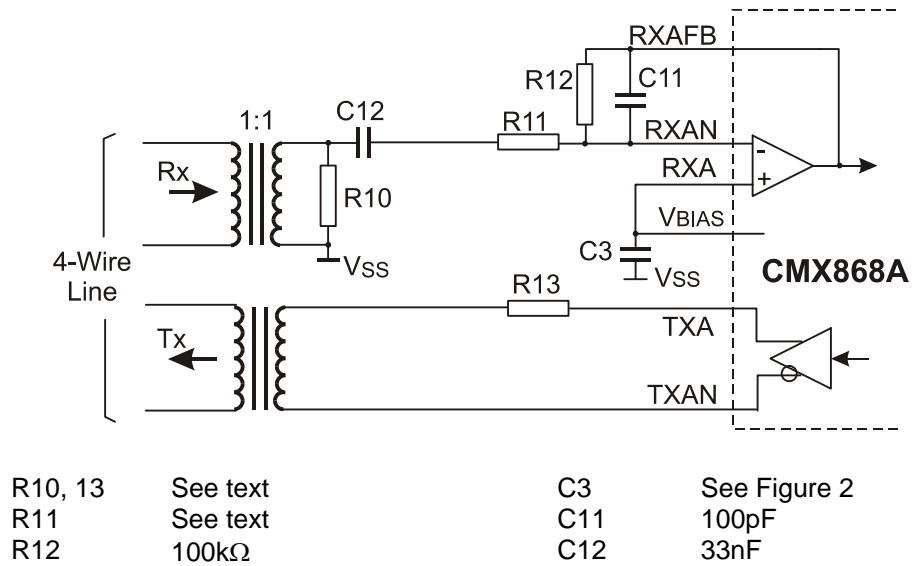 RXAFB
R12
C11
1:1
C12
R11
RXAN
-
Rx
R10
RXA
+
VBIAS
VSS
C3
VSS
4-Wire
Line
CMX868A
R13
TXA
Tx
TXAN
R10, 13 See text C3 See Figure 2
R11 See text C11 100pF
R12 100kΩ C12 33nF